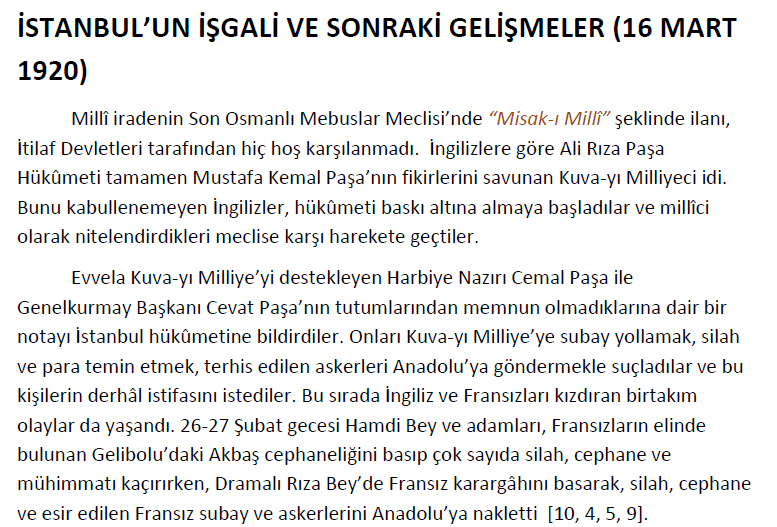 İSTANBUL’UN İŞGALİ VE SONRAKİ GELİŞMELER (16 MART
1920)
Millî iradenin Son Osmanlı Mebuslar Meclisi’nde “Misak-ı Millî” şeklinde ilanı,
İtilaf Devletleri tarafından hiç hoş karşılanmadı. İngilizlere göre Ali Rıza Paşa
Hükûmeti tamamen Mustafa Kemal Paşa’nın fikirlerini savunan Kuva-yı Milliyeci idi.
Bunu kabullenemeyen İngilizler, hükûmeti baskı altına almaya başladılar ve millîci
olarak nitelendirdikleri meclise karşı harekete geçtiler.
Evvela Kuva-yı Milliye’yi destekleyen Harbiye Nazırı Cemal Paşa ile
Genelkurmay Başkanı Cevat Paşa’nın tutumlarından memnun olmadıklarına dair bir
notayı İstanbul hükûmetine bildirdiler. Onları Kuva-yı Milliye’ye subay yollamak, silah
ve para temin etmek, terhis edilen askerleri Anadolu’ya göndermekle suçladılar ve bu
kişilerin derhâl istifasını istediler. Bu sırada İngiliz ve Fransızları kızdıran birtakım
olaylar da yaşandı. 26-27 Şubat gecesi Hamdi Bey ve adamları, Fransızların elinde
bulunan Gelibolu’daki Akbaş cephaneliğini basıp çok sayıda silah, cephane ve
mühimmatı kaçırırken, Dramalı Rıza Bey’de Fransız karargâhını basarak, silah, cephane
ve esir edilen Fransız subay ve askerlerini Anadolu’ya nakletti [10, 4, 5, 9].